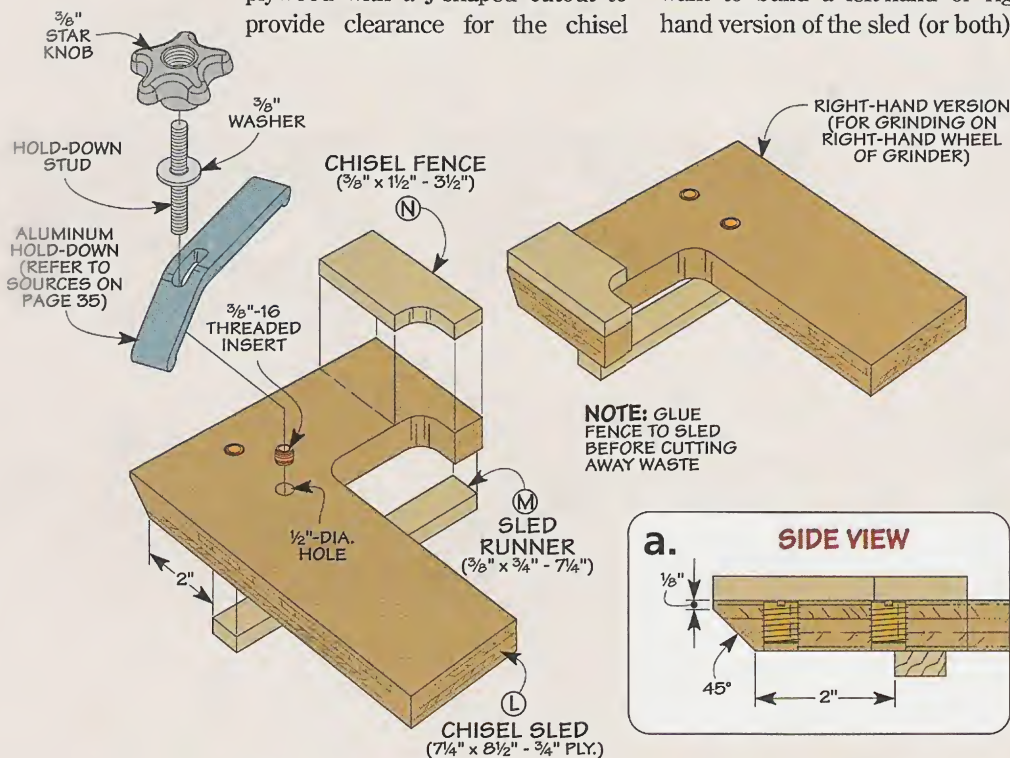 plywood with a j-shaped cutout to
provide clearance for the chisel
hand version of the sled (or both)
3/8"
STAR
KNOB
3/8"
WASHER
HOLD-DOWN
STUD
ALUMINUM
HOLD-DOWN
(REFER TO
SOURCES ON
PAGE 35)
CHISEL FENCE
(3/8" x 1 1/2" - 3 1/2")
N
3/8"-16
THREADED
INSERT
RIGHT-HAND VERSION
(FOR GRINDING ON
RIGHT-HAND WHEEL
OF GRINDER)
NOTE: GLUE
FENCE TO SLED
BEFORE CUTTING
AWAY WASTE
1/2"-DIA.
HOLE
2"
M
SLED
RUNNER
(3/8" x 3/4" - 7 1/4")
L
CHISEL SLED
(7 1/4" x 8 1/2" - 3/4" PLY.)
a.
SIDE VIEW
1/8"
45°
2"